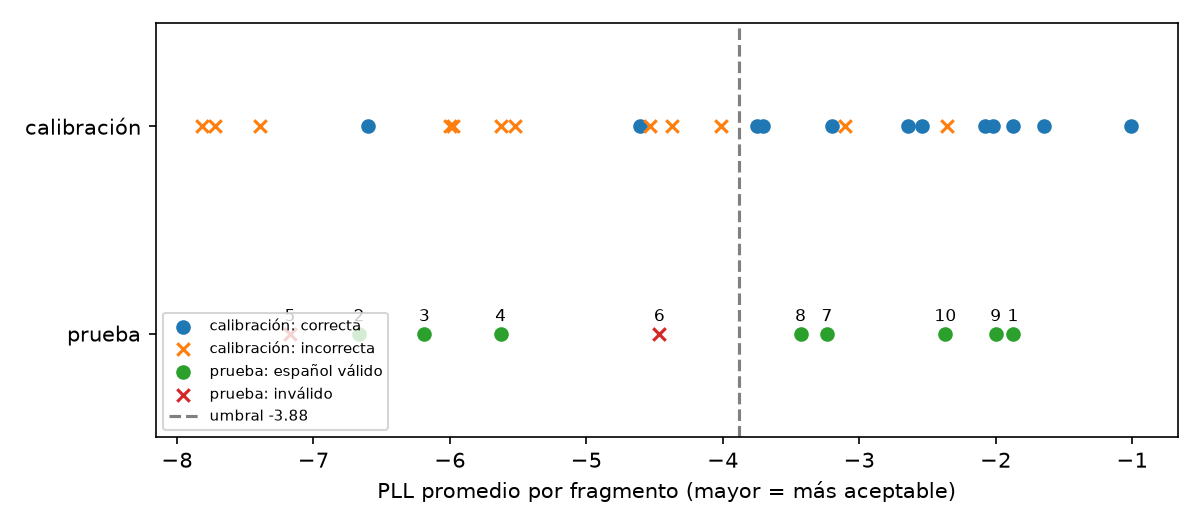 calibración
5 2 3 4 6 8 7 10 9 1
prueba
calibración: correcta
calibración: incorrecta
prueba: español válido
prueba: inválido
umbral -3.88
−8 −7 −6 −5 −4 −3 −2 −1
PLL promedio por fragmento (mayor = más aceptable)